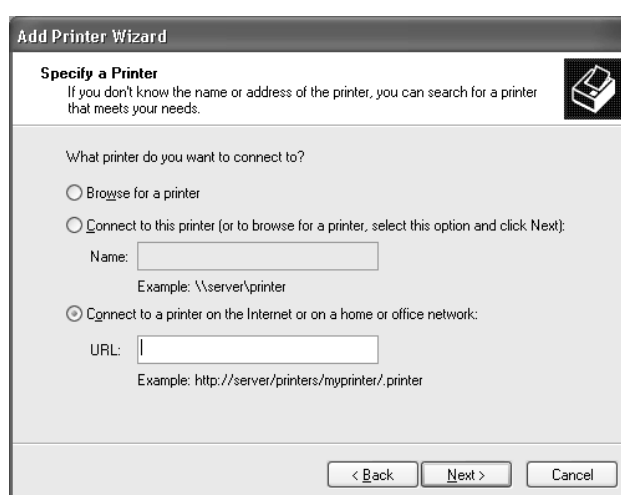 Add Printer Wizard
Specify a Printer
If you don't know the name or address of the printer, you can search for a printer
that meets your needs.
What printer do you want to connect to?
Browse for a printer
Connect to this printer (or to browse for a printer, select this option and click Next):
Name:
Example: \\server\printer
Connect to a printer on the Internet or on a home or office network:
URL:
Example: http://server/printers/myprinter/.printer
< Back Next > Cancel